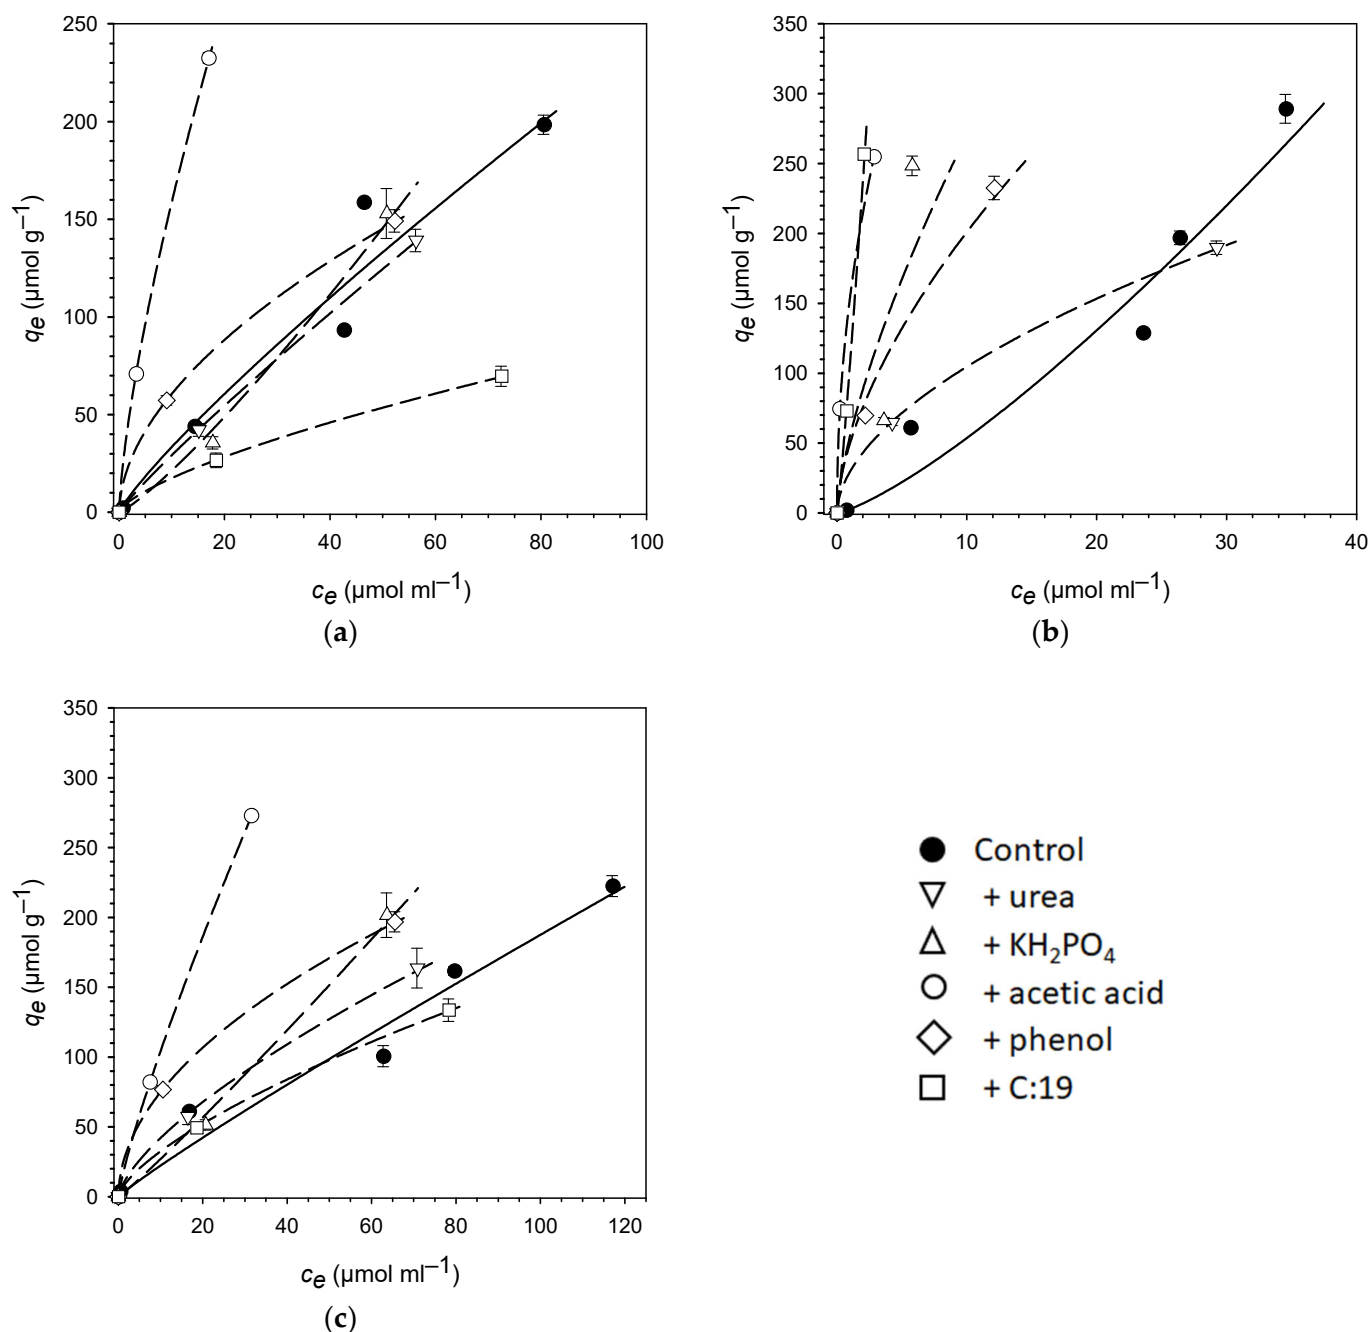 250
200
150
100
50
0
qe (µmol g–1)
0 20 40 60 80 100
ce (µmol ml–1)
(a)
350
300
250
200
150
100
50
0
qe (µmol g–1)
0 10 20 30 40
ce (µmol ml–1)
(b)
350
300
250
200
150
100
50
0
qe (µmol g–1)
0 20 40 60 80 100 120
ce (µmol ml–1)
(c)
Control
+ urea
+ KH₂PO₄
+ acetic acid
+ phenol
+ C:19